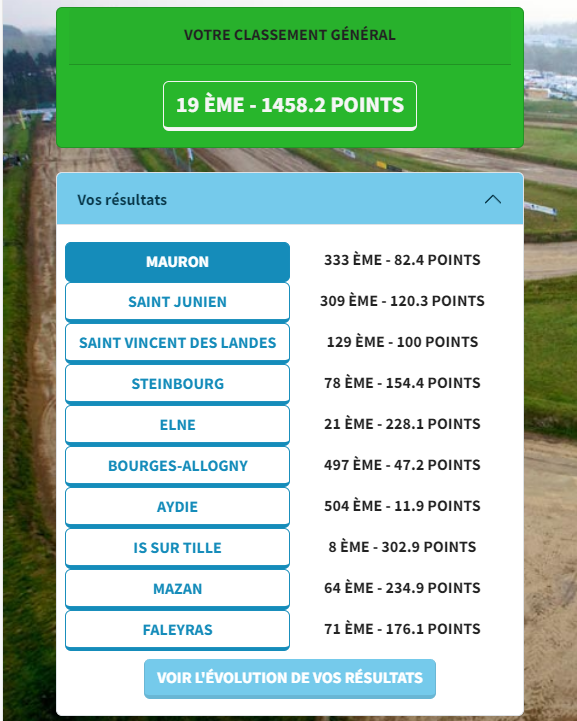 VOTRE CLASSEMENT GÉNÉRAL
19 ÈME - 1458.2 POINTS
Vos résultats
MAURON 333 ÈME - 82.4 POINTS
SAINT JUNIEN 309 ÈME - 120.3 POINTS
SAINT VINCENT DES LANDES 129 ÈME - 100 POINTS
STEINBOURG 78 ÈME - 154.4 POINTS
ELNE 21 ÈME - 228.1 POINTS
BOURGES-ALLOGNY 497 ÈME - 47.2 POINTS
AYDIE 504 ÈME - 11.9 POINTS
IS SUR TILLE 8 ÈME - 302.9 POINTS
MAZAN 64 ÈME - 234.9 POINTS
FALEYRAS 71 ÈME - 176.1 POINTS
VOIR L'ÉVOLUTION DE VOS RÉSULTATS